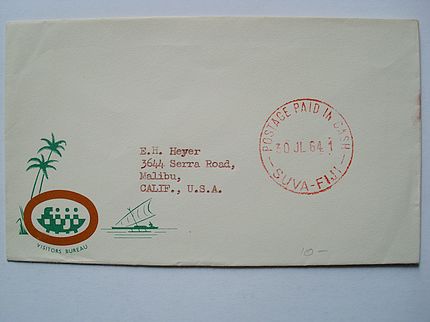 POSTAGE PAID IN CASH
30 JL 64 1
SUVA-FIJI
E.H. Heyer
3644 Serra Road,
Malibu,
CALIF., U.S.A.
fiji
VISITORS BUREAU
10-